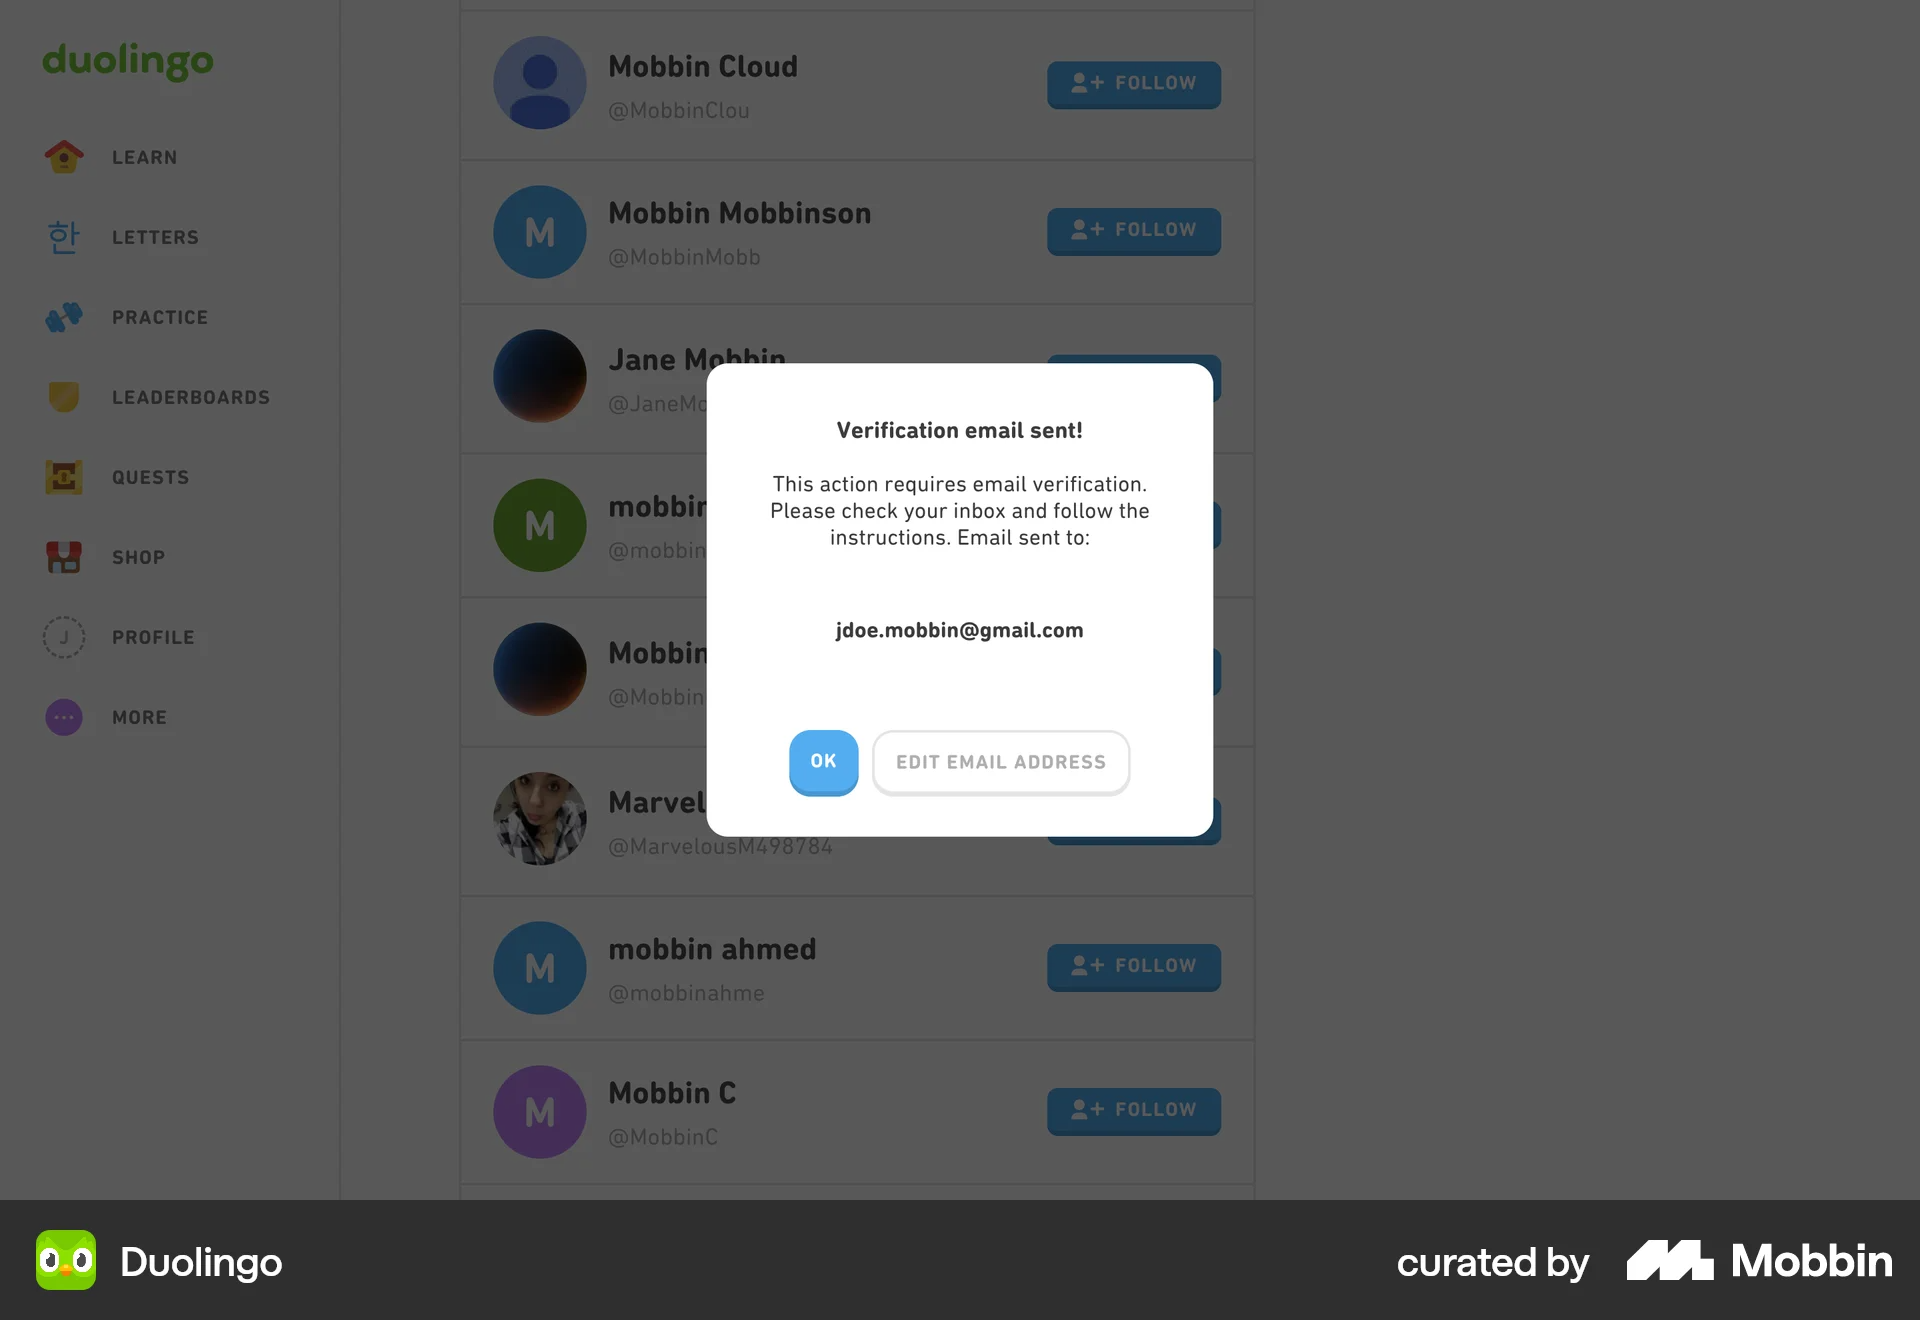 duolingo
LEARN
한
LETTERS
PRACTICE
LEADERBOARDS
QUESTS
SHOP
J
PROFILE
MORE
Mobbin Cloud
@MobbinClou
FOLLOW
M
Mobbin Mobbinson
@MobbinMobb
FOLLOW
Jane Mobbin
@JaneMo
M
mobbin
@mobbin
Mobbin
@Mobbin
Marvel
@MarvelousM498784
M
mobbin ahmed
@mobbinahme
FOLLOW
M
Mobbin C
@MobbinC
FOLLOW
Verification email sent!
This action requires email verification.
Please check your inbox and follow the
instructions. Email sent to:
jdoe.mobbin@gmail.com
OK
EDIT EMAIL ADDRESS
Duolingo
curated by Mobbin